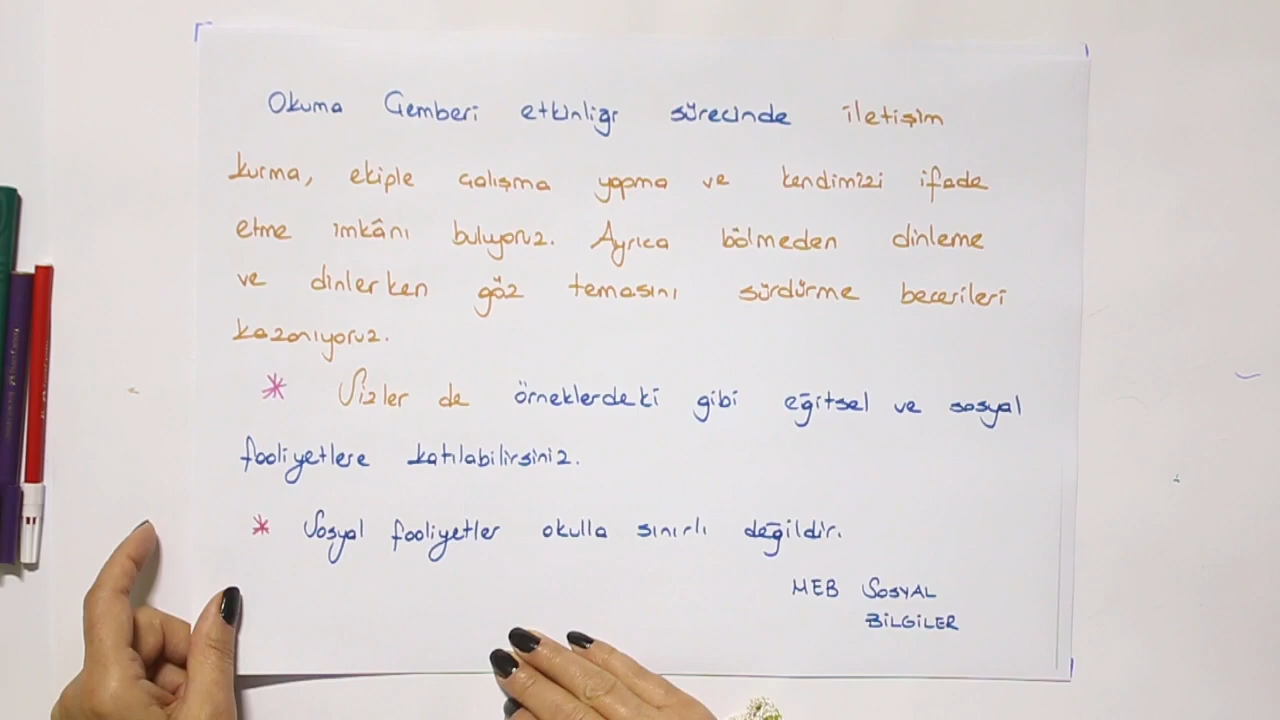 Okuma Çemberi etkinliği sürecinde iletişim
kurma, ekiple çalışma yapma ve kendimizi ifade
etme imkânı buluyoruz. Ayrıca bölmeden dinleme
ve dinlerken göz temasını sürdürme becerileri
kazanıyoruz.
* Sizler de örneklerdeki gibi eğitsel ve sosyal
faaliyetlere katılabilirsiniz.
* Sosyal faaliyetler okulla sınırlı değildir.
MEB SOSYAL
BİLGİLER